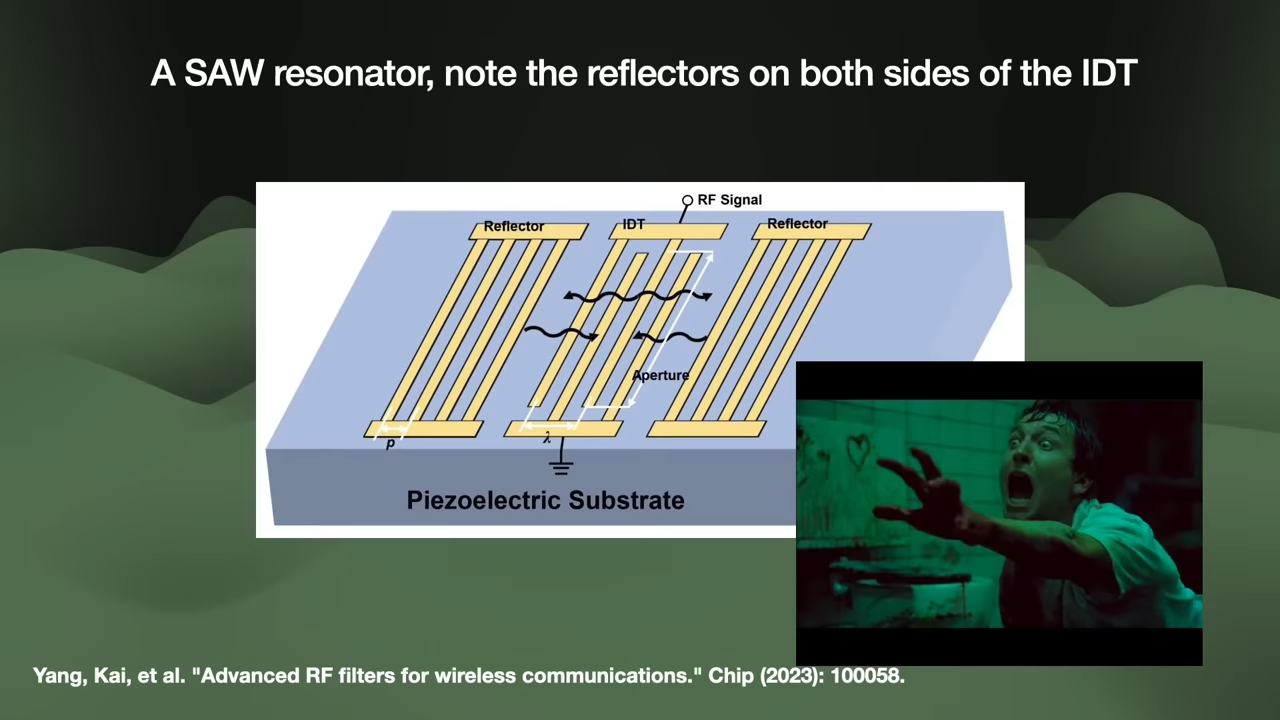 A SAW resonator, note the reflectors on both sides of the IDT
RF Signal
Reflector
IDT
Reflector
Aperture
p
λ
Piezoelectric Substrate
Yang, Kai, et al. "Advanced RF filters for wireless communications." Chip (2023): 100058.